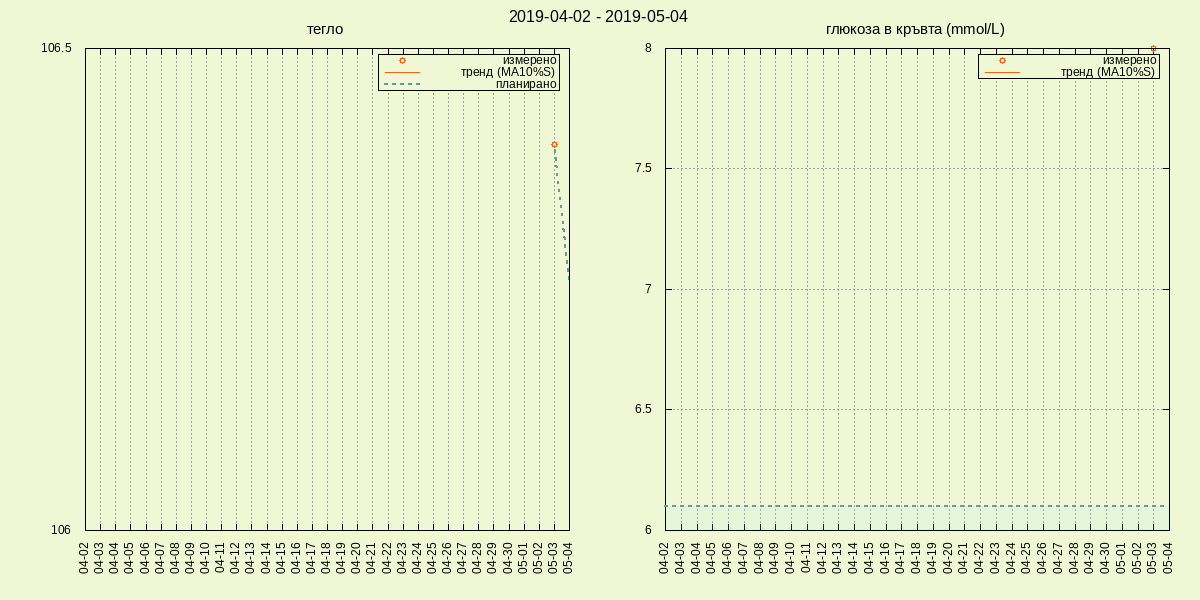 2019-04-02 - 2019-05-04
тегло
106.5
106
измерено
тренд (MA10%S)
планирано
04-02 04-03 04-04 04-05 04-06 04-07 04-08 04-09 04-10 04-11 04-12 04-13 04-14 04-15 04-16 04-17 04-18 04-19 04-20 04-21 04-22 04-23 04-24 04-25 04-26 04-27 04-28 04-29 04-30 05-01 05-02 05-03 05-04
глюкоза в кръвта (mmol/L)
8
7.5
7
6.5
6
измерено
тренд (MA10%S)
04-02 04-03 04-04 04-05 04-06 04-07 04-08 04-09 04-10 04-11 04-12 04-13 04-14 04-15 04-16 04-17 04-18 04-19 04-20 04-21 04-22 04-23 04-24 04-25 04-26 04-27 04-28 04-29 04-30 05-01 05-02 05-03 05-04